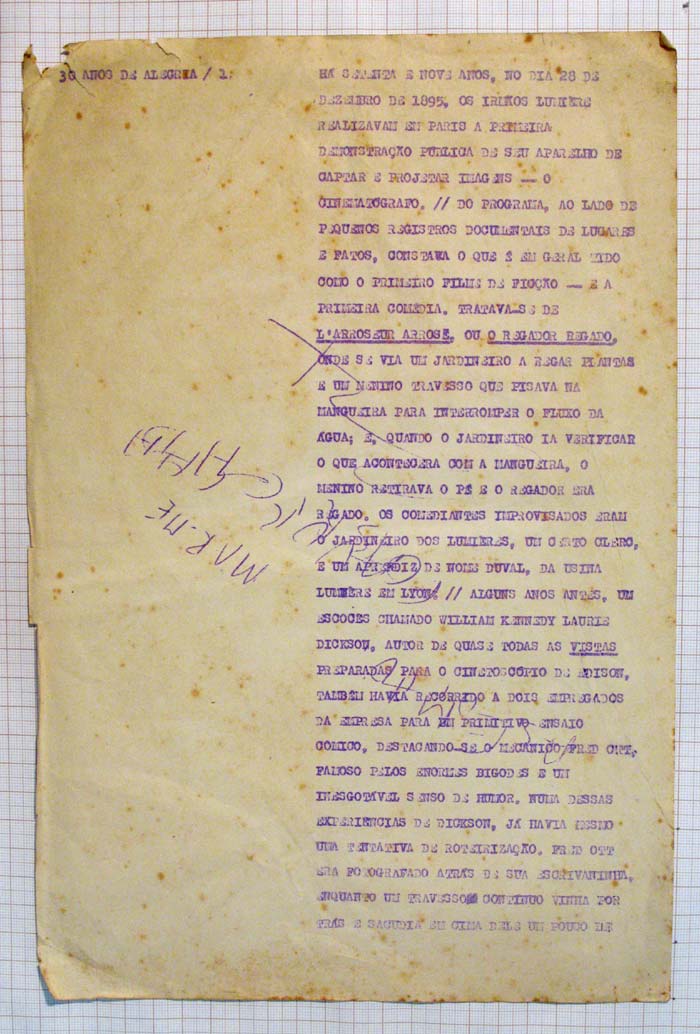 30 ANOS DE ALEGRIA / 1.
HÁ SETENTA E NOVE ANOS, NO DIA 28 DE
DEZEMBRO DE 1895, OS IRMÃOS LUMIÈRE
REALIZAVAM EM PARIS A PRIMEIRA
DEMONSTRAÇÃO PÚBLICA DE SEU APARELHO DE
CAPTAR E PROJETAR IMAGENS — O
CINEMATÓGRAFO. // DO PROGRAMA, AO LADO DE
PEQUENOS REGISTROS DOCUMENTAIS DE LUGARES
E FATOS, CONSTAVA O QUE É EM GERAL TIDO
COMO O PRIMEIRO FILME DE FICÇÃO — E A
PRIMEIRA COMÉDIA. TRATAVA-SE DE
L'ARROSEUR ARROSÉ, OU O REGADOR REGADO,
ONDE SE VIA UM JARDINEIRO A REGAR PLANTAS
E UM MENINO TRAVESSO QUE PISAVA NA
MANGUEIRA PARA INTERROMPER O FLUXO DA
ÁGUA; E, QUANDO O JARDINEIRO IA VERIFICAR
O QUE ACONTECERA COM A MANGUEIRA, O
MENINO RETIRAVA O PÉ E O REGADOR ERA
REGADO. OS COMEDIANTES IMPROVISADOS ERAM
O JARDINEIRO DOS LUMIÈRES, UM CERTO CLERC,
E UM APRENDIZ DE NOME DUVAL, DA USINA
LUMIÈRE EM LYON. // ALGUNS ANOS ANTES, UM
ESCOCÊS CHAMADO WILLIAM KENNEDY LAURIE
DICKSON, AUTOR DE QUASE TODAS AS VISTAS
PREPARADAS PARA O CINETOSCÓPIO DE EDISON,
TAMBÉM HAVIA RECORRIDO A DOIS EMPREGADOS
DA EMPRESA PARA UM PRIMITIVO ENSAIO
CÔMICO, DESTACANDO-SE O MECÂNICO FRED OTT,
FAMOSO PELOS ENORMES BIGODES E UM
INESGOTÁVEL SENSO DE HUMOR. NUMA DESSAS
EXPERIÊNCIAS DE DICKSON, JÁ HAVIA MESMO
UMA TENTATIVA DE ROTEIRIZAÇÃO. FRED OTT
ERA FOTOGRAFADO ATRÁS DE SUA ESCRIVANINHA,
ENQUANTO UM TRAVESSO CONTÍNUO VINHA POR
TRÁS E SACUDIA EM CIMA DELE UM POUCO DE
MAR-ME